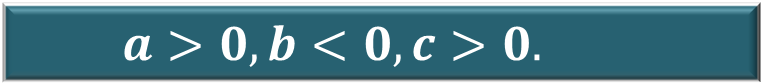 a > 0, b < 0, c > 0.